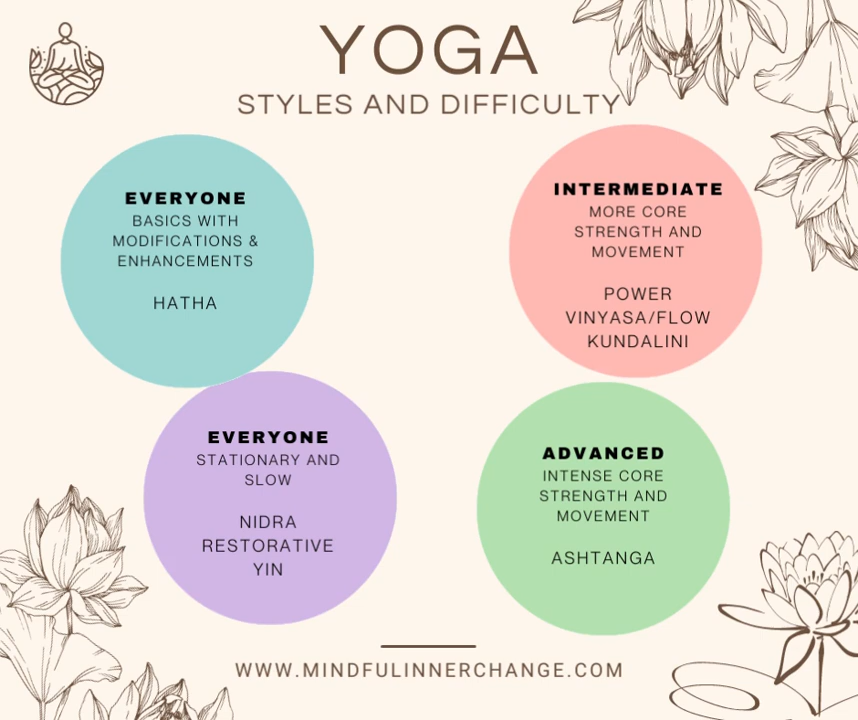 YOGA
STYLES AND DIFFICULTY
EVERYONE
BASICS WITH
MODIFICATIONS &
ENHANCEMENTS
HATHA
INTERMEDIATE
MORE CORE
STRENGTH AND
MOVEMENT
POWER
VINYASA/FLOW
KUNDALINI
EVERYONE
STATIONARY AND
SLOW
NIDRA
RESTORATIVE
YIN
ADVANCED
INTENSE CORE
STRENGTH AND
MOVEMENT
ASHTANGA
WWW.MINDFULINNERCHANGE.COM